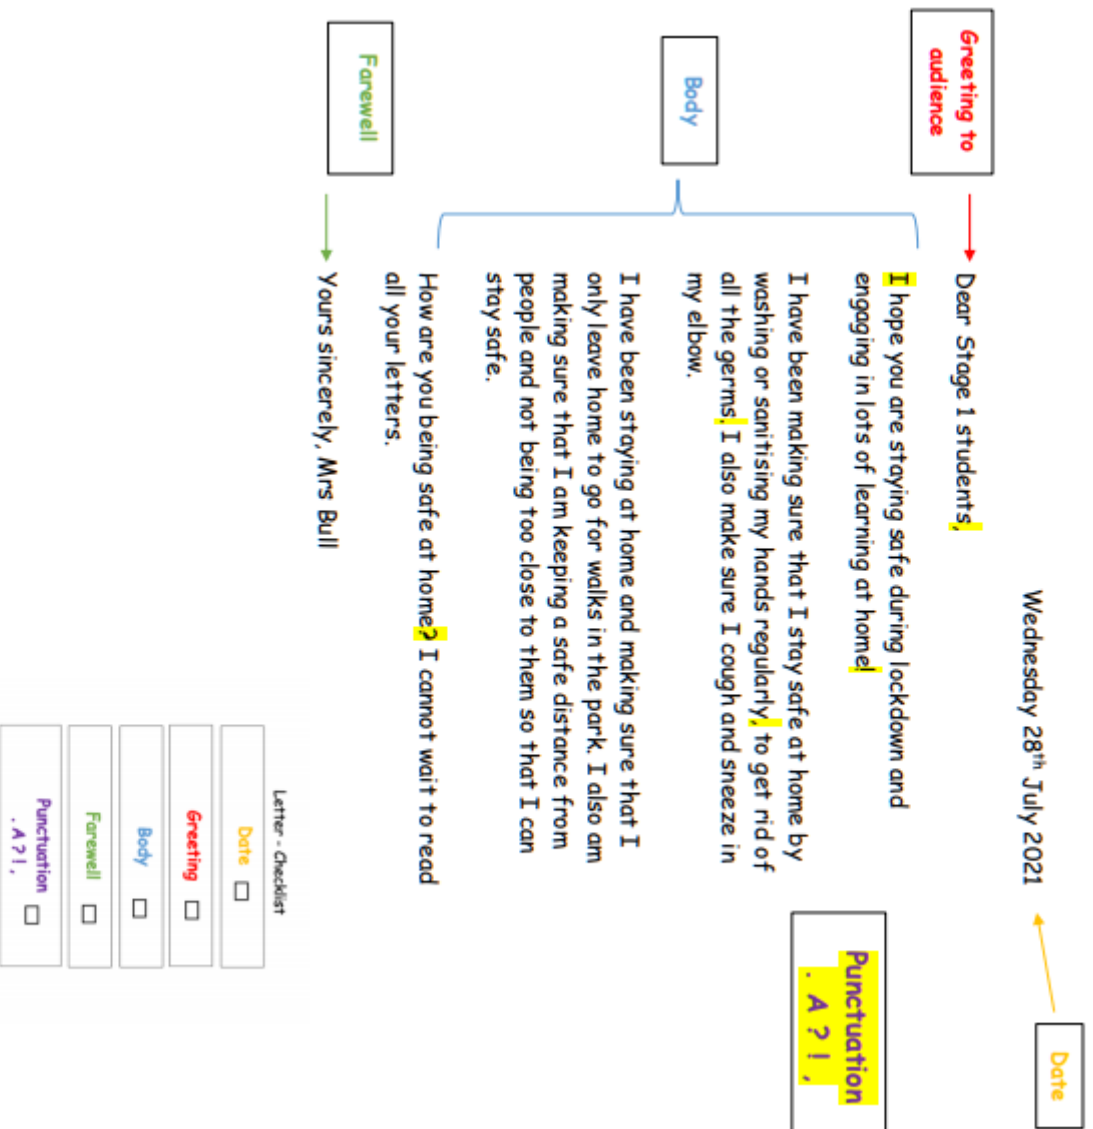 Date
Wednesday 28th July 2021
Greeting to
audience
Dear Stage 1 students,
Punctuation
. A ? ! ,
I hope you are staying safe during lockdown and
engaging in lots of learning at home!
Body
I have been making sure that I stay safe at home by
washing or sanitising my hands regularly, to get rid of
all the germs. I also make sure I cough and sneeze in
my elbow.
I have been staying at home and making sure that I
only leave home to go for walks in the park. I also am
making sure that I am keeping a safe distance from
people and not being too close to them so that I can
stay safe.
How are you being safe at home? I cannot wait to read
all your letters.
Farewell
Yours sincerely, Mrs Bull
Letter - Checklist
Date
Greeting
Body
Farewell
Punctuation
. A ? ! ,